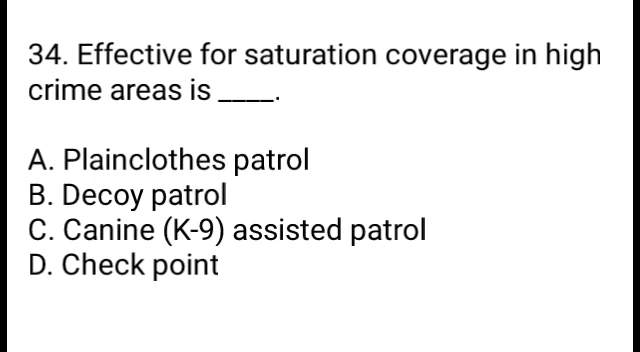 34. Effective for saturation coverage in high
crime areas is ____.
A. Plainclothes patrol
B. Decoy patrol
C. Canine (K-9) assisted patrol
D. Check point